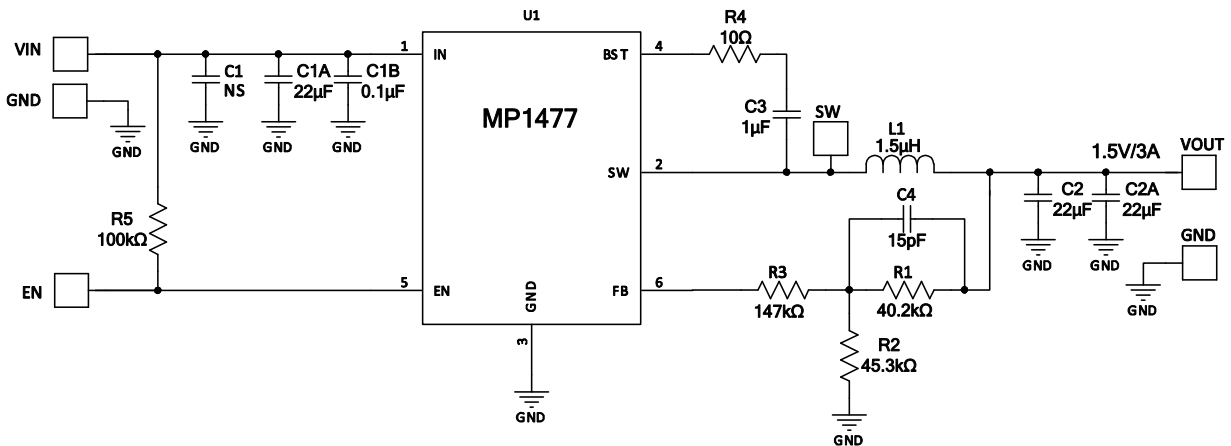 U1
VIN
GND
GND
C1
NS
GND
C1A
22µF
GND
C1B
0.1µF
GND
R5
100kΩ
EN
1
IN
5
EN
MP1477
GND
3
GND
BST
4
SW
2
FB
6
R4
10Ω
C3
1µF
SW
L1
1.5µH
C4
15pF
R3
147kΩ
R1
40.2kΩ
R2
45.3kΩ
GND
1.5V/3A
VOUT
C2
22µF
GND
C2A
22µF
GND
GND
GND